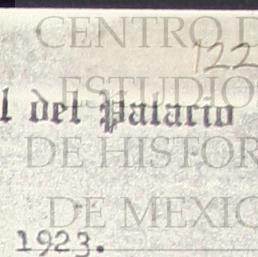 CENTRO D
122
ESTUDIO
l del Palacio
DE HISTOR
DE MEXIC
1923.